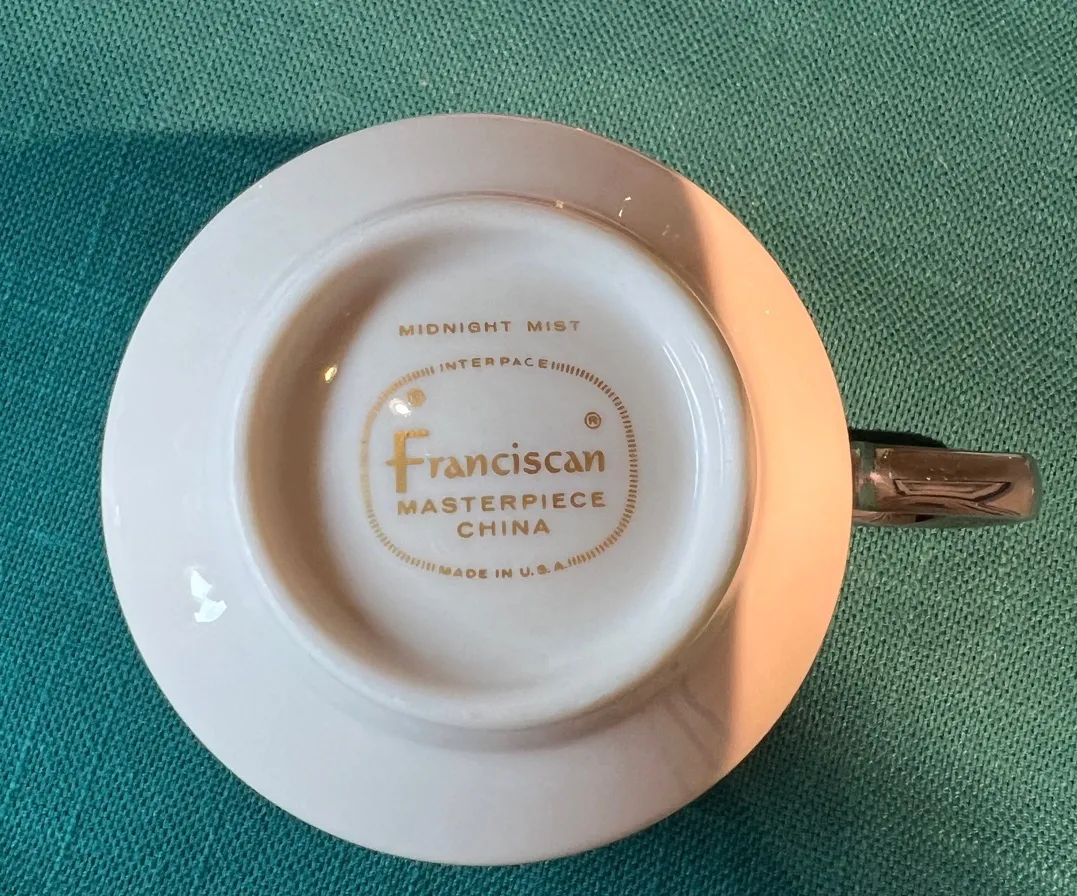 MIDNIGHT MIST
INTERPACE
®
Franciscan
MASTERPIECE
CHINA
MADE IN U.S.A.